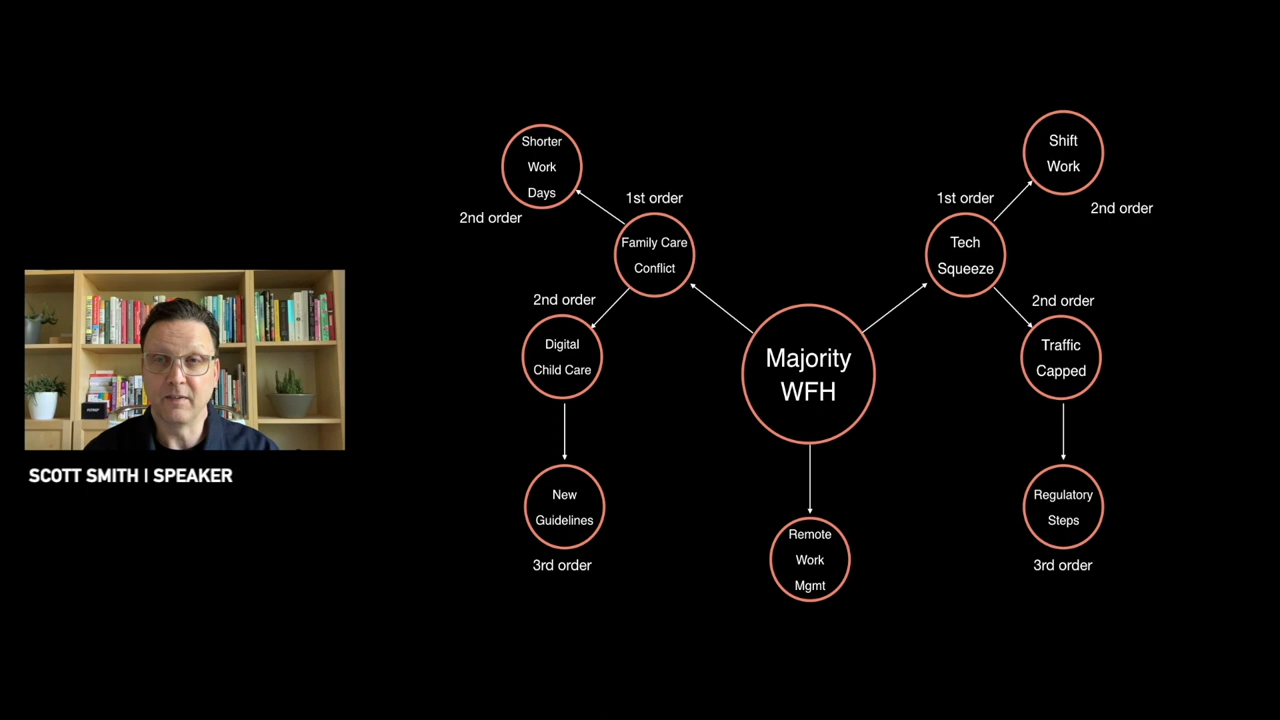 Shorter
Work
Days
2nd order
1st order
Family Care
Conflict
2nd order
Digital
Child Care
New
Guidelines
3rd order
Majority
WFH
Remote
Work
Mgmt
1st order
Tech
Squeeze
Shift
Work
2nd order
2nd order
Traffic
Capped
Regulatory
Steps
3rd order
SCOTT SMITH | SPEAKER